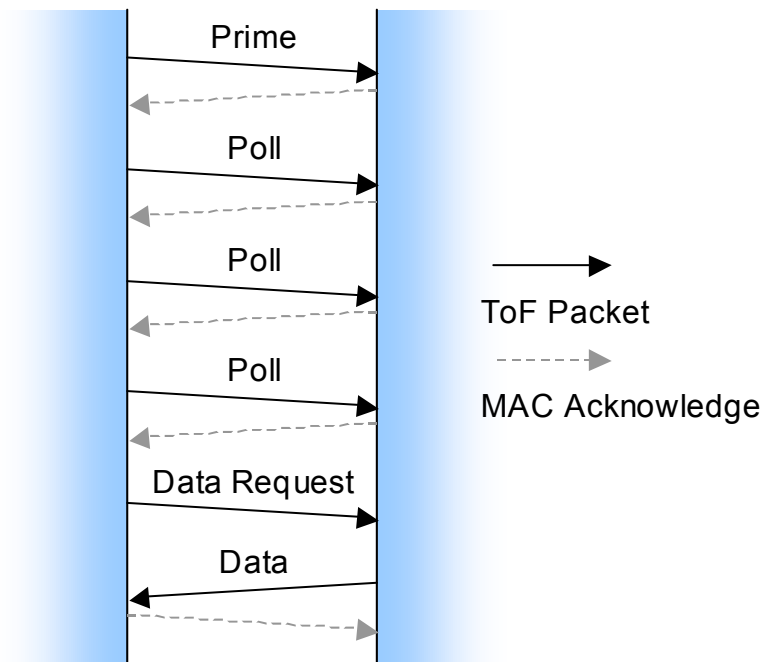 Prime
Poll
Poll
Poll
Data Request
Data
ToF Packet
MAC Acknowledge